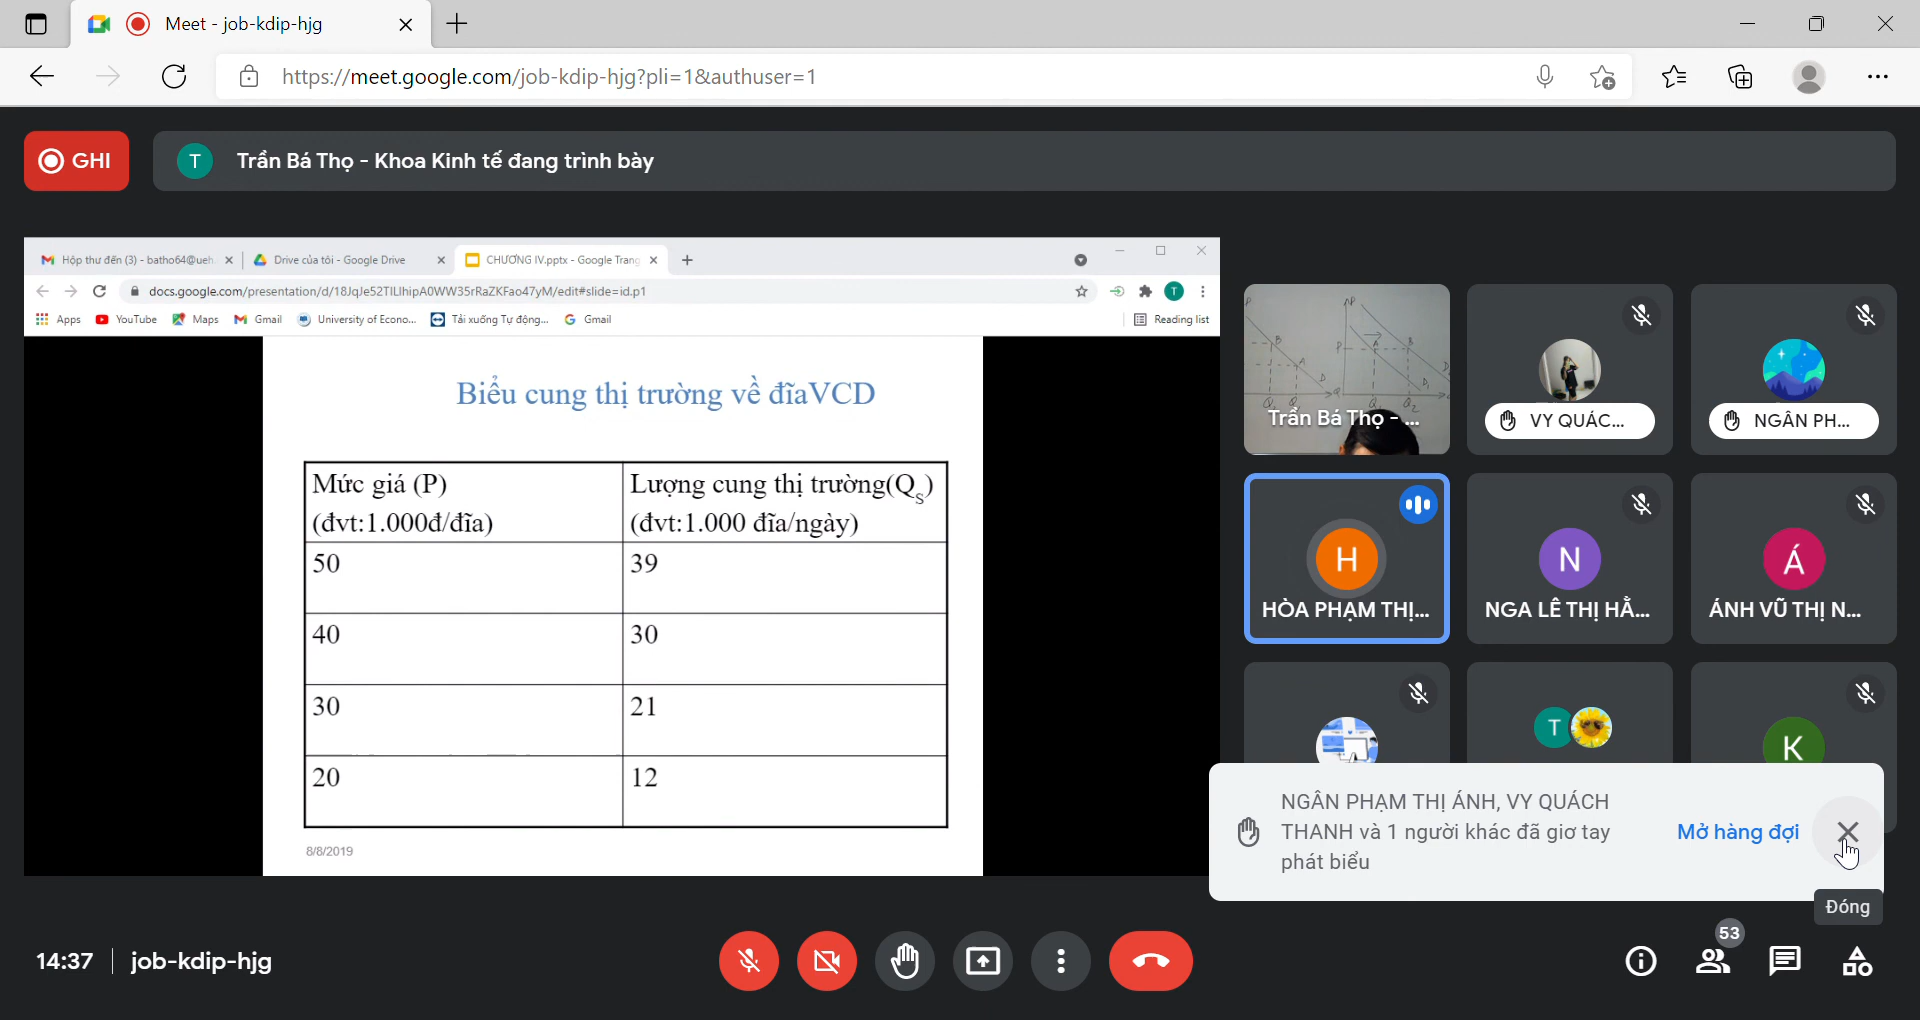 Meet - job-kdip-hjg
https://meet.google.com/job-kdip-hjg?pli=1&authuser=1
GHI
T
Trần Bá Thọ - Khoa Kinh tế đang trình bày
Hộp thư đến (3) - batho64@ueh
Drive của tôi - Google Drive
CHƯƠNG IV.pptx - Google Trang
docs.google.com/presentation/d/18JqJe52TlLIhipA0WW35rRaZKFao47yM/edit#slide=id.p1
T
Apps
YouTube
Maps
Gmail
University of Econo...
Tải xuống Tự động...
Gmail
Reading list
Biểu cung thị trường về đĩaVCD
Mức giá (P)
(đvt:1.000đ/đĩa)
Lượng cung thị trường(QS)
(đvt:1.000 đĩa/ngày)
50
39
40
30
30
21
20
12
8/8/2019
Trần Bá Thọ - ...
VY QUÁC...
NGÂN PH...
H
HÒA PHẠM THỊ...
N
NGA LÊ THỊ HẰ...
Á
ÁNH VŨ THỊ N...
T
K
NGÂN PHẠM THỊ ÁNH, VY QUÁCH
THANH và 1 người khác đã giơ tay
phát biểu
Mở hàng đợi
Đóng
14:37
job-kdip-hjg
53